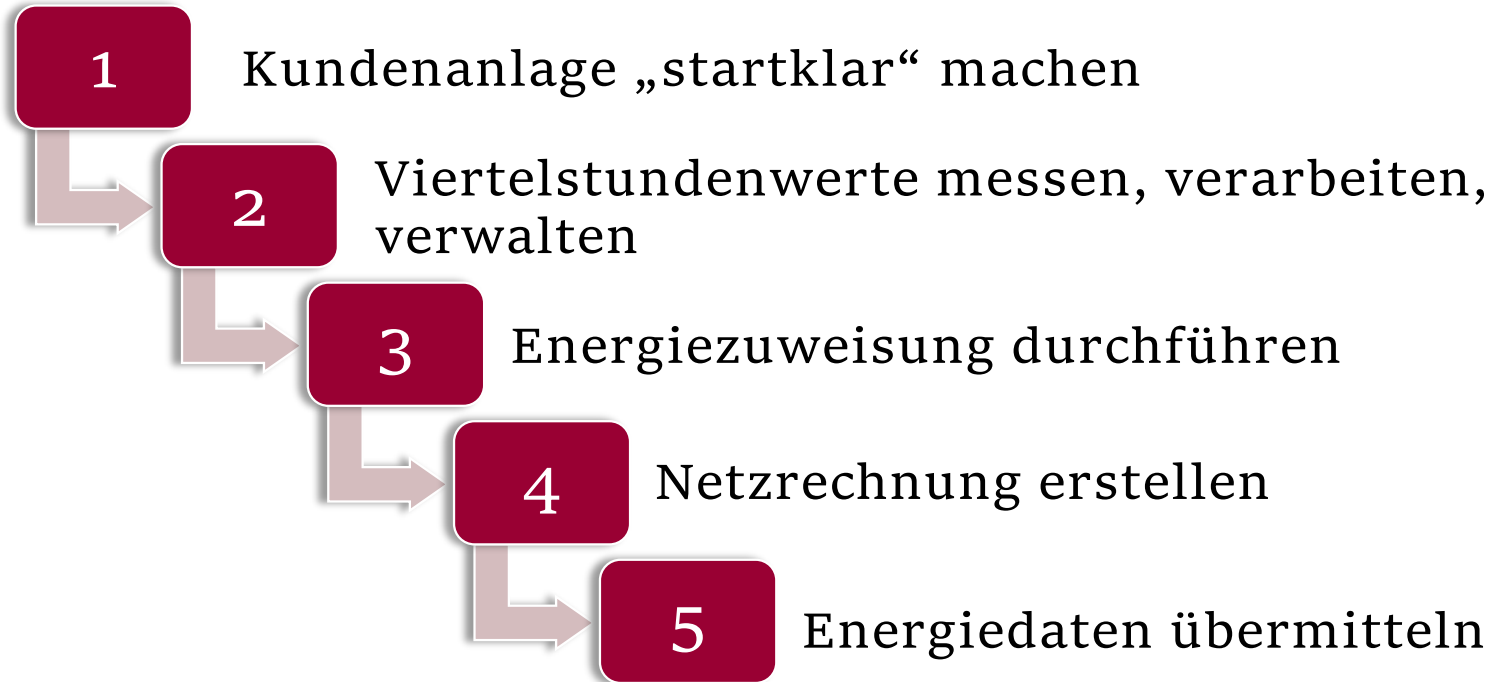 1 Kundenanlage „startklar“ machen
2 Viertelstundenwerte messen, verarbeiten,
verwalten
3 Energiezuweisung durchführen
4 Netzrechnung erstellen
5 Energiedaten übermitteln